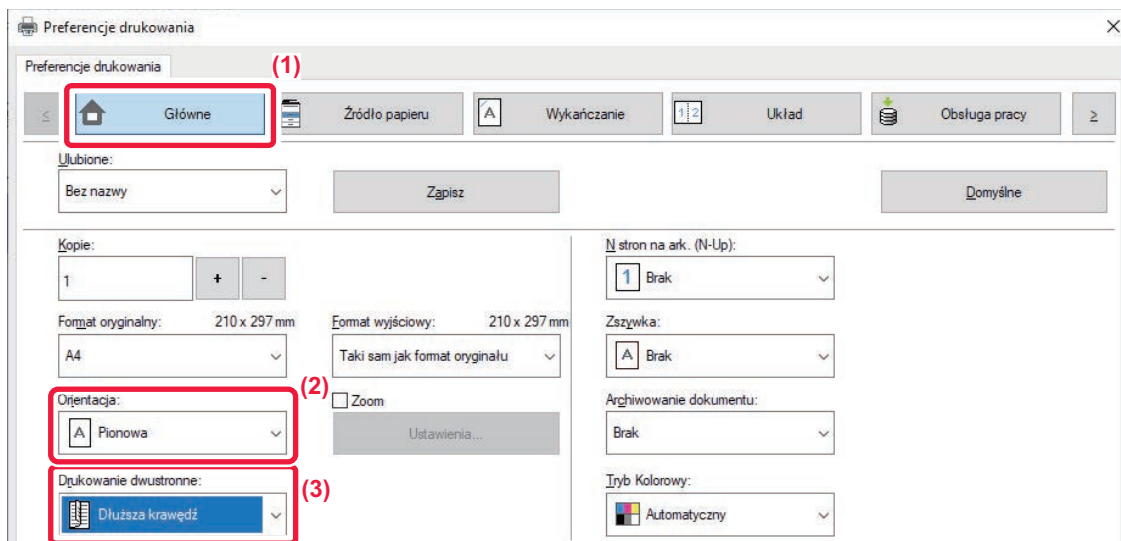 Preferencje drukowania
Preferencje drukowania
(1)
≤ Główne Źródło papieru A Wykańczanie 1 2 Układ Obsługa pracy ≥
Ulubione:
Bez nazwy Zapisz Domyślne
Kopie: N stron na ark. (N-Up):
1 + - 1 Brak
Format oryginalny: 210 x 297 mm Format wyjściowy: 210 x 297 mm Zszywka:
A4 Taki sam jak format oryginału A Brak
(2)
Orientacja: Zoom Archiwowanie dokumentu:
A Pionowa Ustawienia... Brak
Drukowanie dwustronne: (3) Tryb Kolorowy:
Dłuższa krawędź Automatyczny